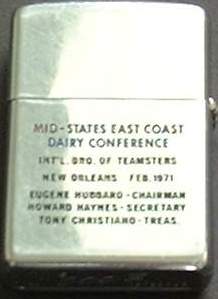 MID-STATES EAST COAST
DAIRY CONFERENCE
INT'L. BRO. OF TEAMSTERS
NEW ORLEANS FEB. 1971
EUGENE HUBBARD - CHAIRMAN
HOWARD HAYNES - SECRETARY
TONY CHRISTIANO - TREAS.